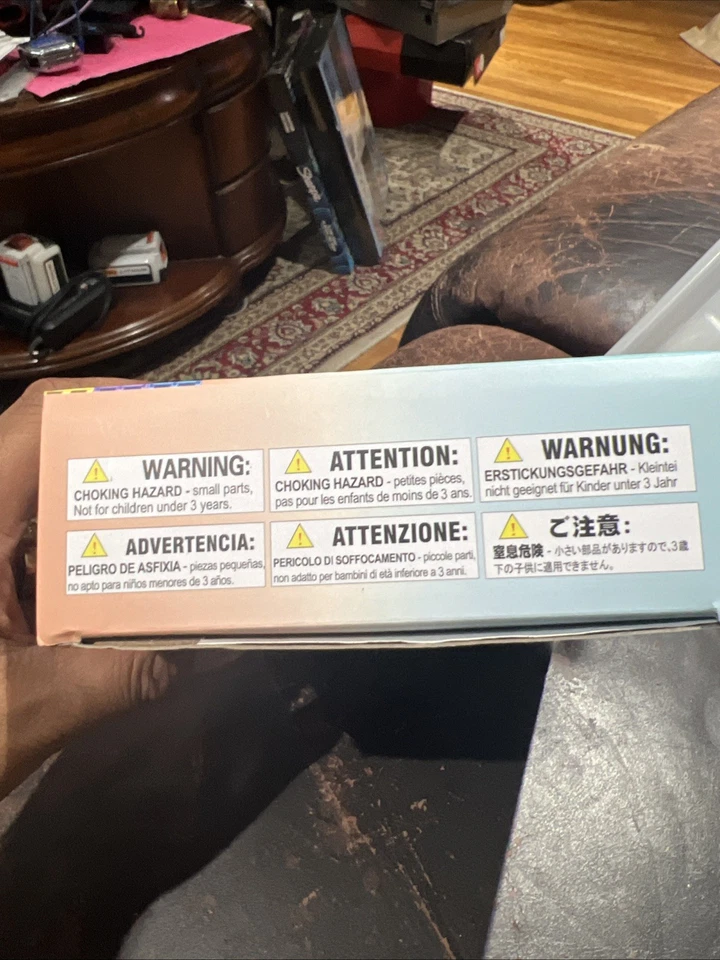 WARNING:
CHOKING HAZARD - small parts,
Not for children under 3 years.
ATTENTION:
CHOKING HAZARD - petites pièces,
pas pour les enfants de moins de 3 ans.
WARNUNG:
ERSTICKUNGSGEFAHR - Kleintei
nicht geeignet für Kinder unter 3 Jahr
ADVERTENCIA:
PELIGRO DE ASFIXIA - piezas pequeñas,
no apto para niños menores de 3 años.
ATTENZIONE:
PERICOLO DI SOFFOCAMENTO - piccole parti,
non adatto per bambini di età inferiore a 3 anni.
ご注意:
窒息危険 - 小さい部品がありますので、3歳
下の子供に適用できません。